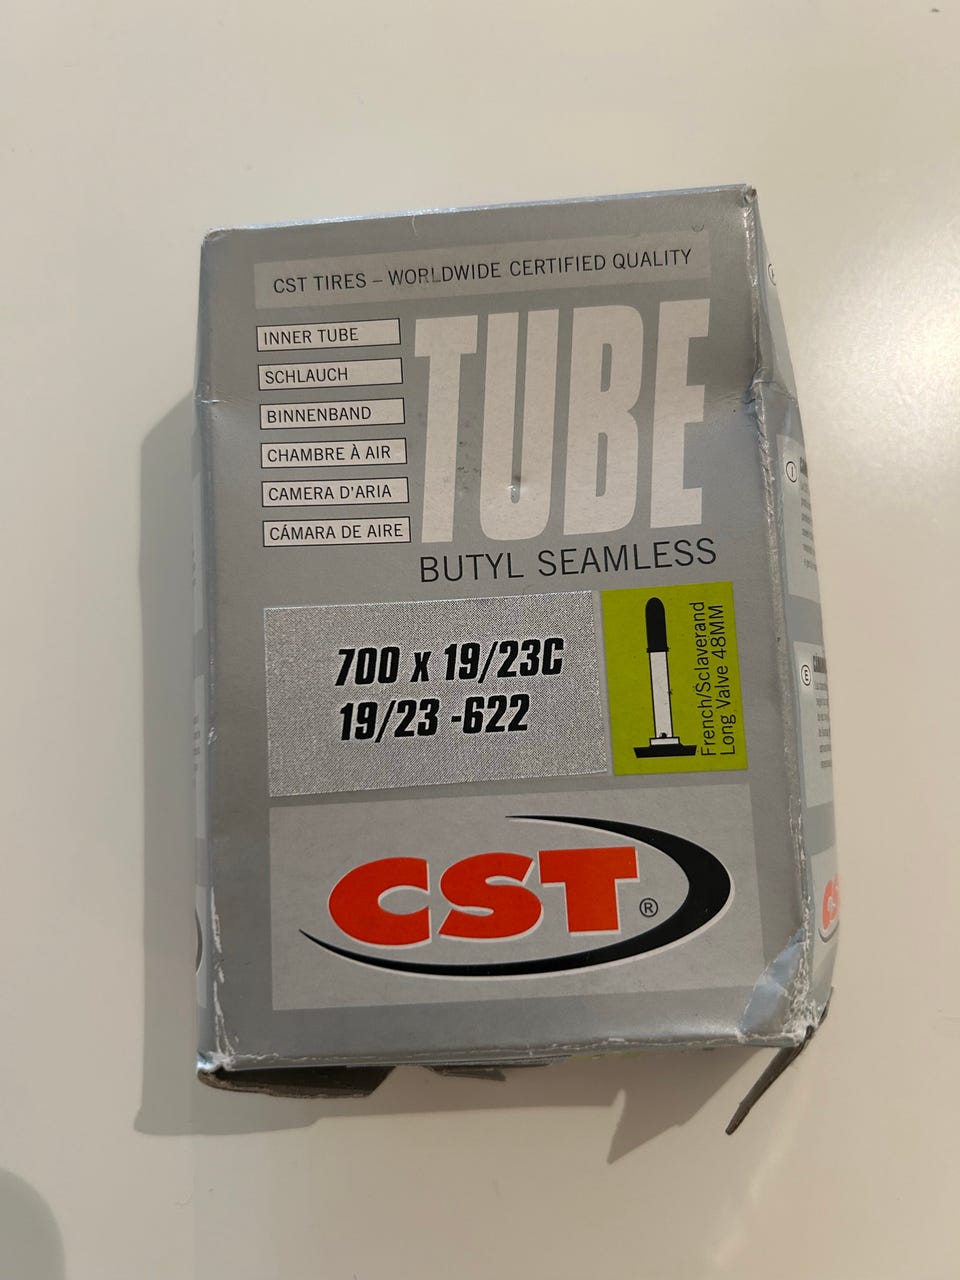 CST TIRES – WORLDWIDE CERTIFIED QUALITY
INNER TUBE
SCHLAUCH
BINNENBAND
CHAMBRE À AIR
CAMERA D'ARIA
CÁMARA DE AIRE
TUBE
BUTYL SEAMLESS
700 x 19/23C
19/23 -622
French/Sclaverand
Long Valve 48MM
CST®
I
E
CST